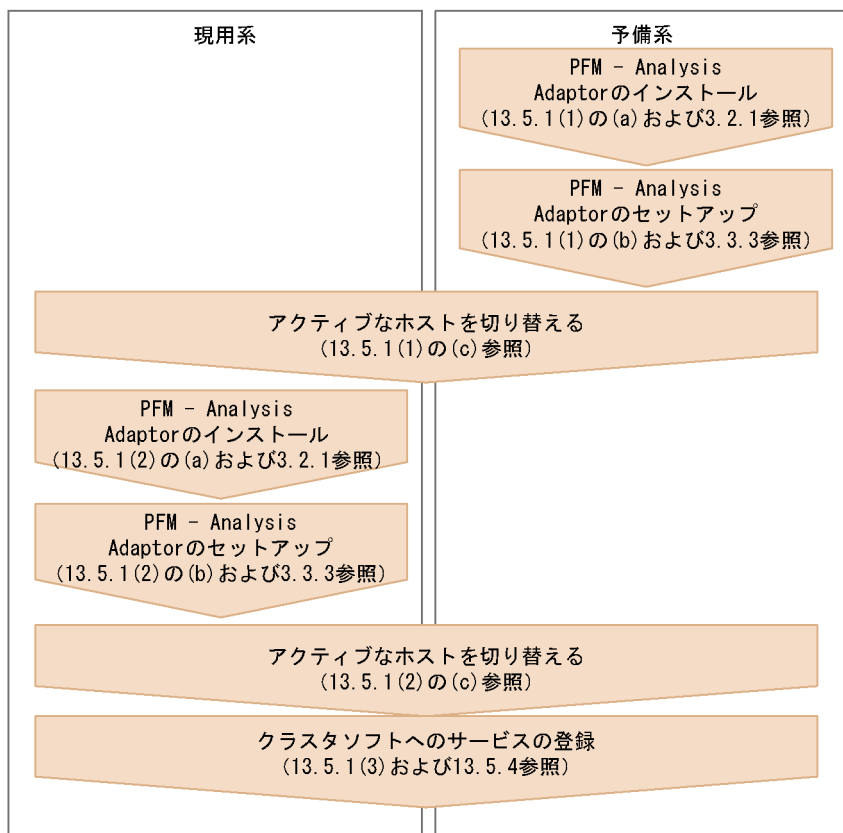 現用系
予備系
PFM - Analysis
Adaptorのインストール
(13.5.1(1)の(a)および3.2.1参照)
PFM - Analysis
Adaptorのセットアップ
(13.5.1(1)の(b)および3.3.3参照)
アクティブなホストを切り替える
(13.5.1(1)の(c)参照)
PFM - Analysis
Adaptorのインストール
(13.5.1(2)の(a)および3.2.1参照)
PFM - Analysis
Adaptorのセットアップ
(13.5.1(2)の(b)および3.3.3参照)
アクティブなホストを切り替える
(13.5.1(2)の(c)参照)
クラスタソフトへのサービスの登録
(13.5.1(3)および13.5.4参照)